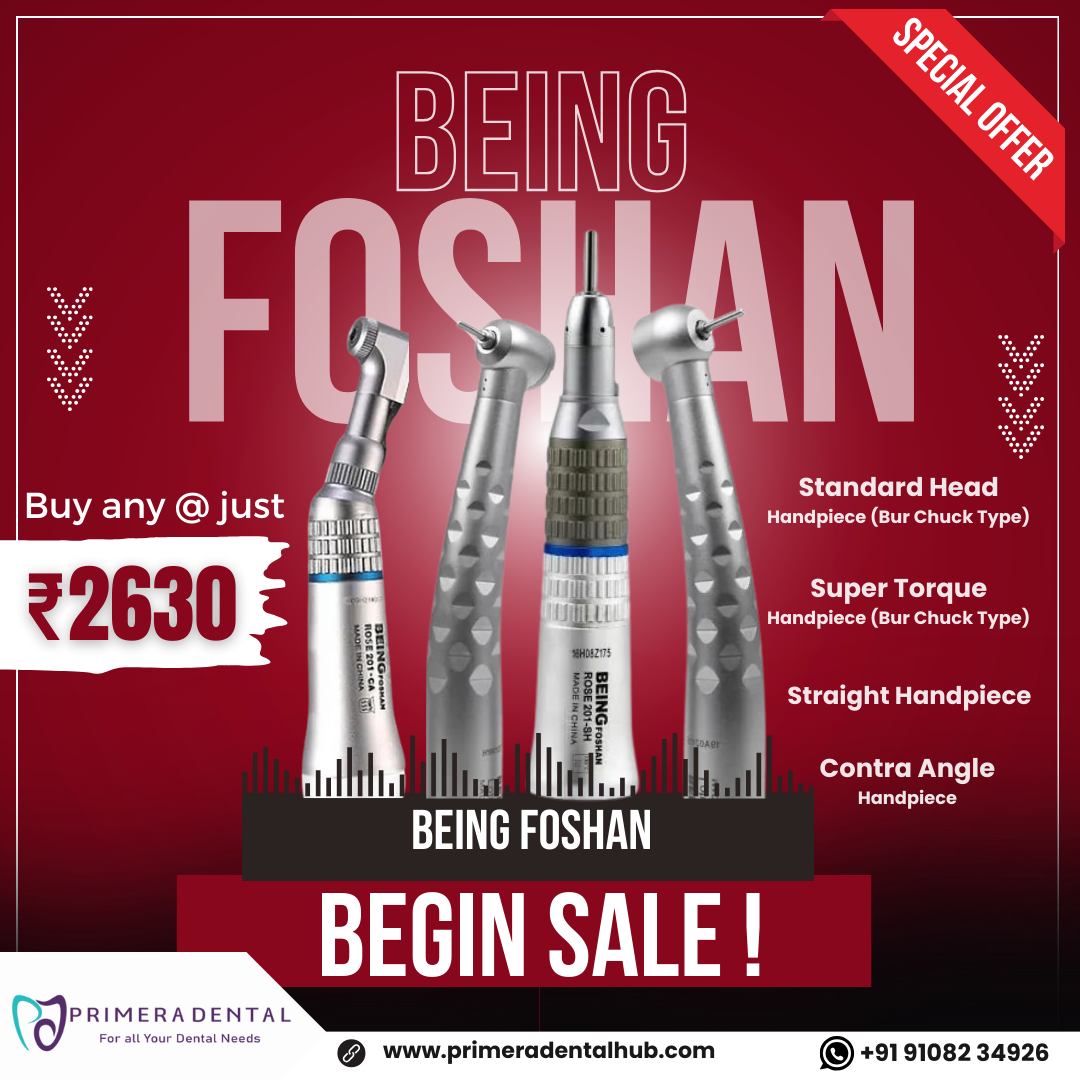 SPECIAL OFFER
BEING
FOSHAN
Buy any @ just
₹2630
Standard Head
Handpiece (Bur Chuck Type)
Super Torque
Handpiece (Bur Chuck Type)
Straight Handpiece
Contra Angle
Handpiece
BEING FOSHAN
ROSE 201-CA
MADE IN CHINA
16H08Z175
BEING FOSHAN
ROSE 201-SH
MADE IN CHINA
BEING FOSHAN
BEGIN SALE !
PRIMERA DENTAL
For all Your Dental Needs
www.primeradentalhub.com
+91 91082 34926